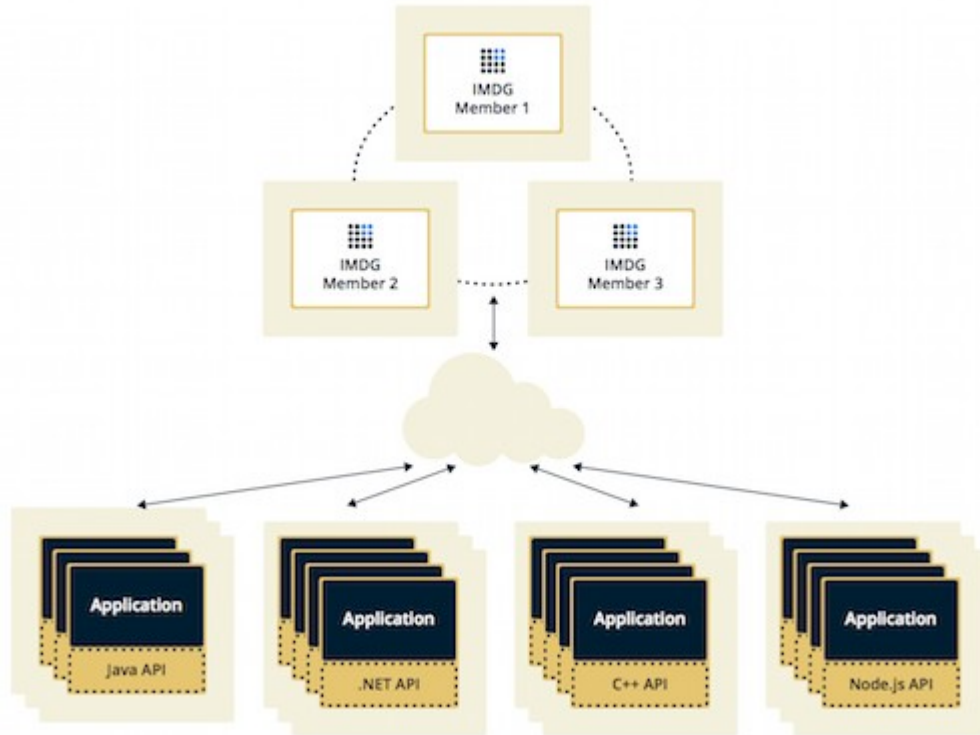 IMDG
Member 1
IMDG
Member 2
IMDG
Member 3
Application
Java API
Application
.NET API
Application
C++ API
Application
Node.js API